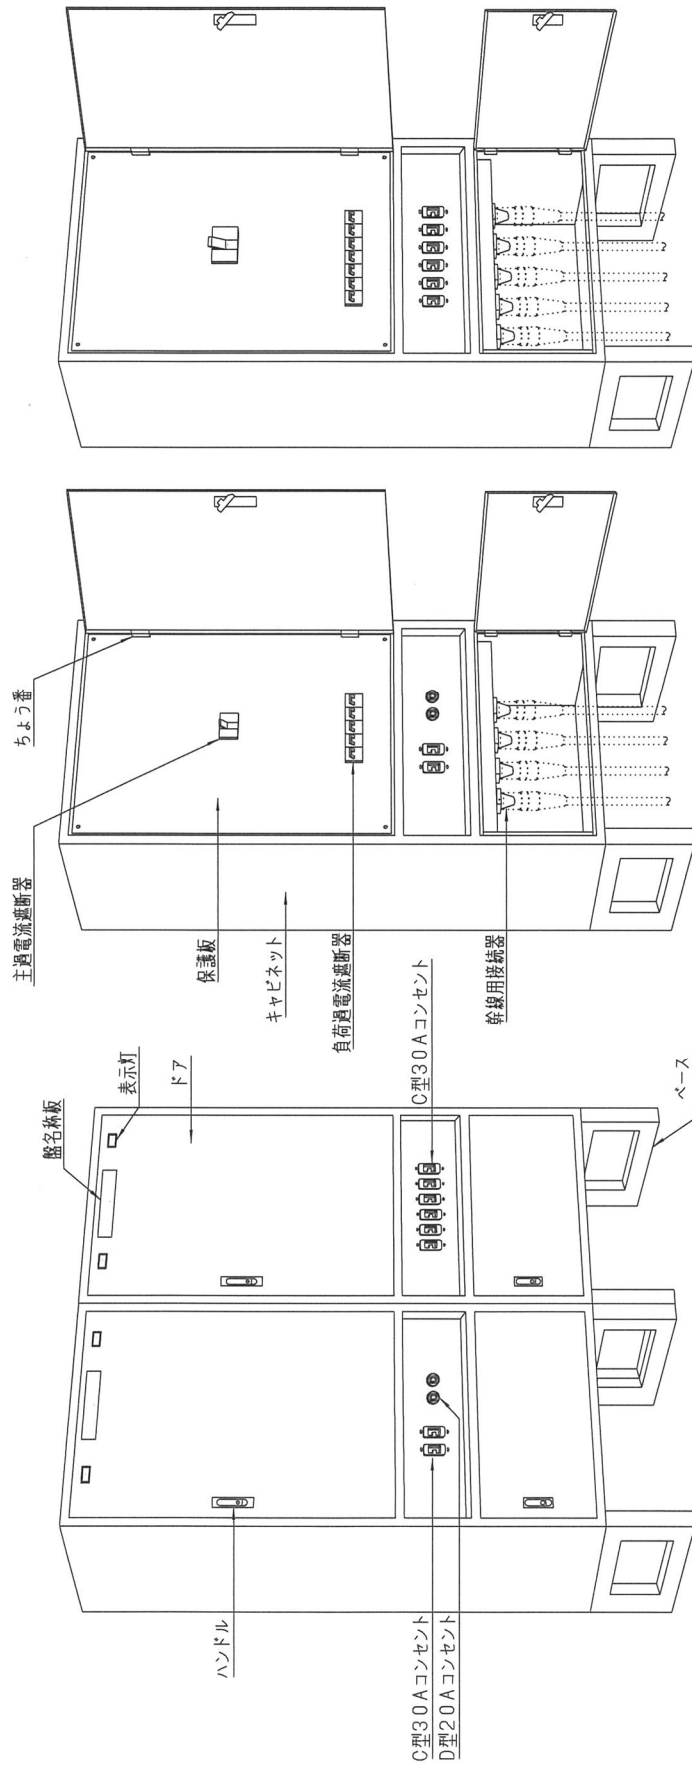 ちょう番
主過電流遮断器
保護板
キャビネット
負荷過電流遮断器
幹線用接続器
盤名称板
表示灯
ドア
C型30Aコンセント
ベース
ハンドル
C型30Aコンセント
D型20Aコンセント